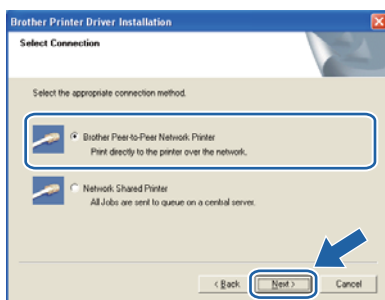 Brother Printer Driver Installation
Select Connection
Select the appropriate connection method.
Brother Peer-to-Peer Network Printer
Print directly to the printer over the network.
Network Shared Printer
All Jobs are sent to queue on a central server.
< Back
Next >
Cancel